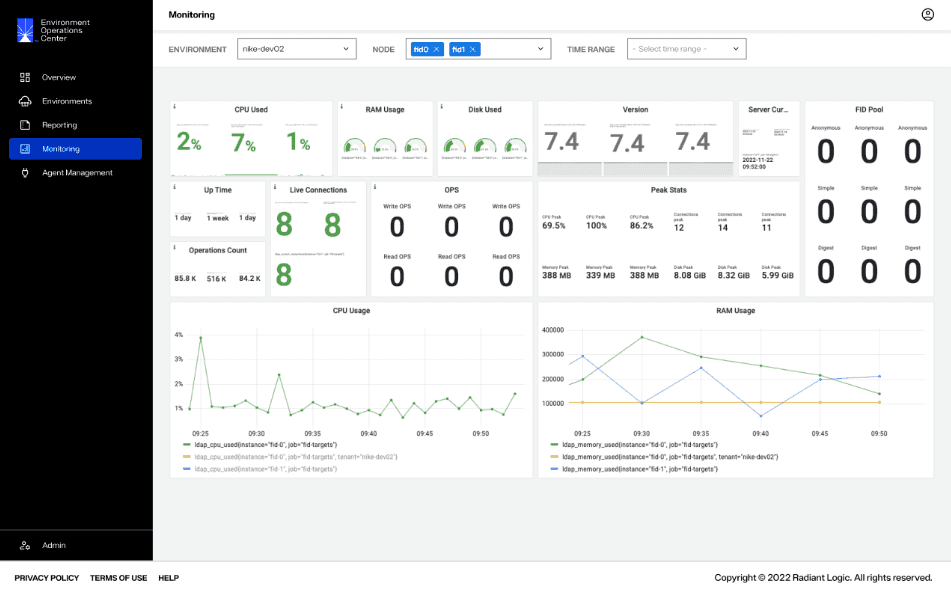 Environment
Operations
Center
Monitoring
ENVIRONMENT
nike-dev02
NODE
fid0
fid1
TIME RANGE
- Select time range -
Overview
Environments
Reporting
Monitoring
Agent Management
CPU Used
2%
7%
1%
RAM Usage
Disk Used
Version
7.4
7.4
7.4
Server Cur...
2022-11-22
09:52:00
FID Pool
Anonymous Anonymous Anonymous
0 0 0
Simple Simple Simple
0 0 0
Digest Digest Digest
0 0 0
Up Time
1 day 1 week 1 day
Operations Count
85.8 K 516 K 84.2 K
Live Connections
8 8
8
OPS
Write OPS Write OPS Write OPS
0 0 0
Read OPS Read OPS Read OPS
0 0 0
Peak Stats
CPU Peak CPU Peak CPU Peak Connections peak Connections peak Connections peak
69.5% 100% 86.2% 12 14 11
Memory Peak Memory Peak Memory Peak Disk Peak Disk Peak Disk Peak
388 MB 339 MB 388 MB 8.08 GiB 8.32 GiB 5.99 GiB
CPU Usage
4%
3%
2%
1%
09:25 09:30 09:35 09:40 09:45 09:50
ldap_cpu_used{instance="fid-0", job="fid-targets"}
ldap_cpu_used{instance="fid-0", job="fid-targets", tenant="nike-dev02"}
ldap_cpu_used{instance="fid-1", job="fid-targets"}
RAM Usage
400000
300000
200000
100000
09:25 09:30 09:35 09:40 09:45 09:50
ldap_memory_used{instance="fid-0", job="fid-targets"}
ldap_memory_used{instance="fid-0", job="fid-targets", tenant="nike-dev02"}
ldap_memory_used{instance="fid-1", job="fid-targets"}
Admin
PRIVACY POLICY TERMS OF USE HELP
Copyright © 2022 Radiant Logic. All rights reserved.